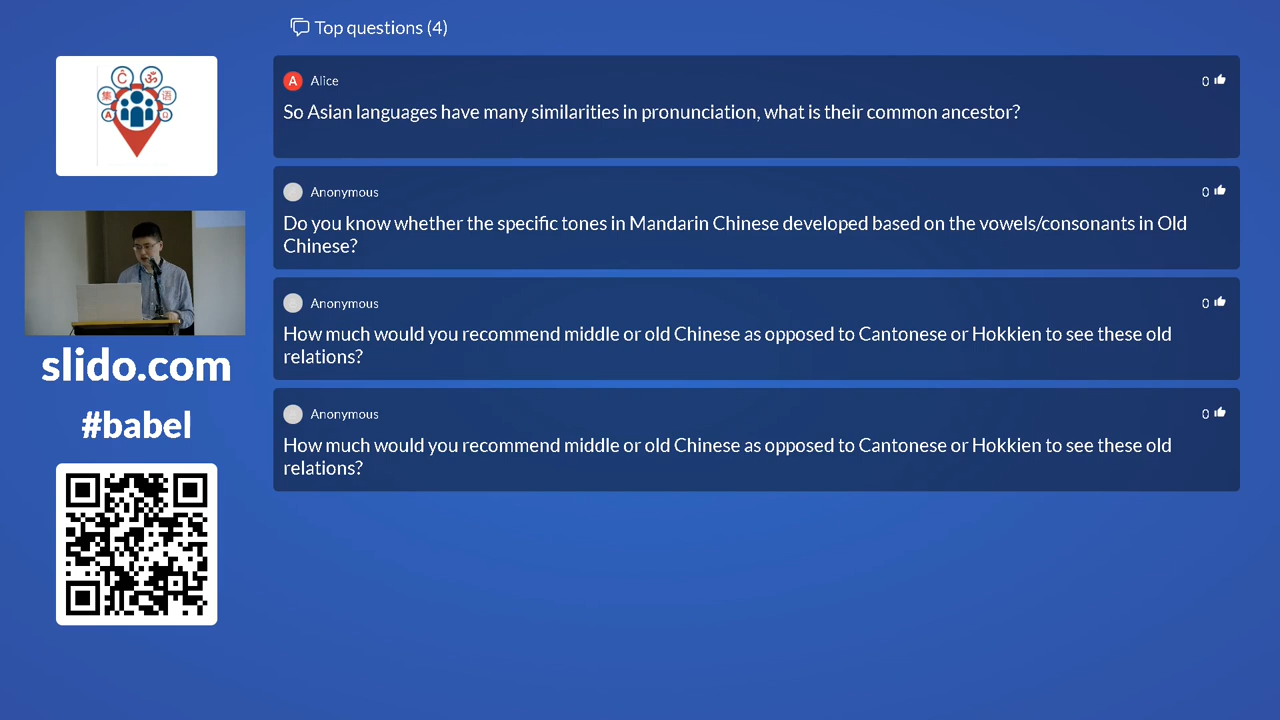 Top questions (4)
A Alice
0
So Asian languages have many similarities in pronunciation, what is their common ancestor?
Anonymous
0
Do you know whether the specific tones in Mandarin Chinese developed based on the vowels/consonants in Old
Chinese?
Anonymous
0
How much would you recommend middle or old Chinese as opposed to Cantonese or Hokkien to see these old
relations?
Anonymous
0
How much would you recommend middle or old Chinese as opposed to Cantonese or Hokkien to see these old
relations?
Ĉ ॐ
集 语
A Ω
slido.com
#babel